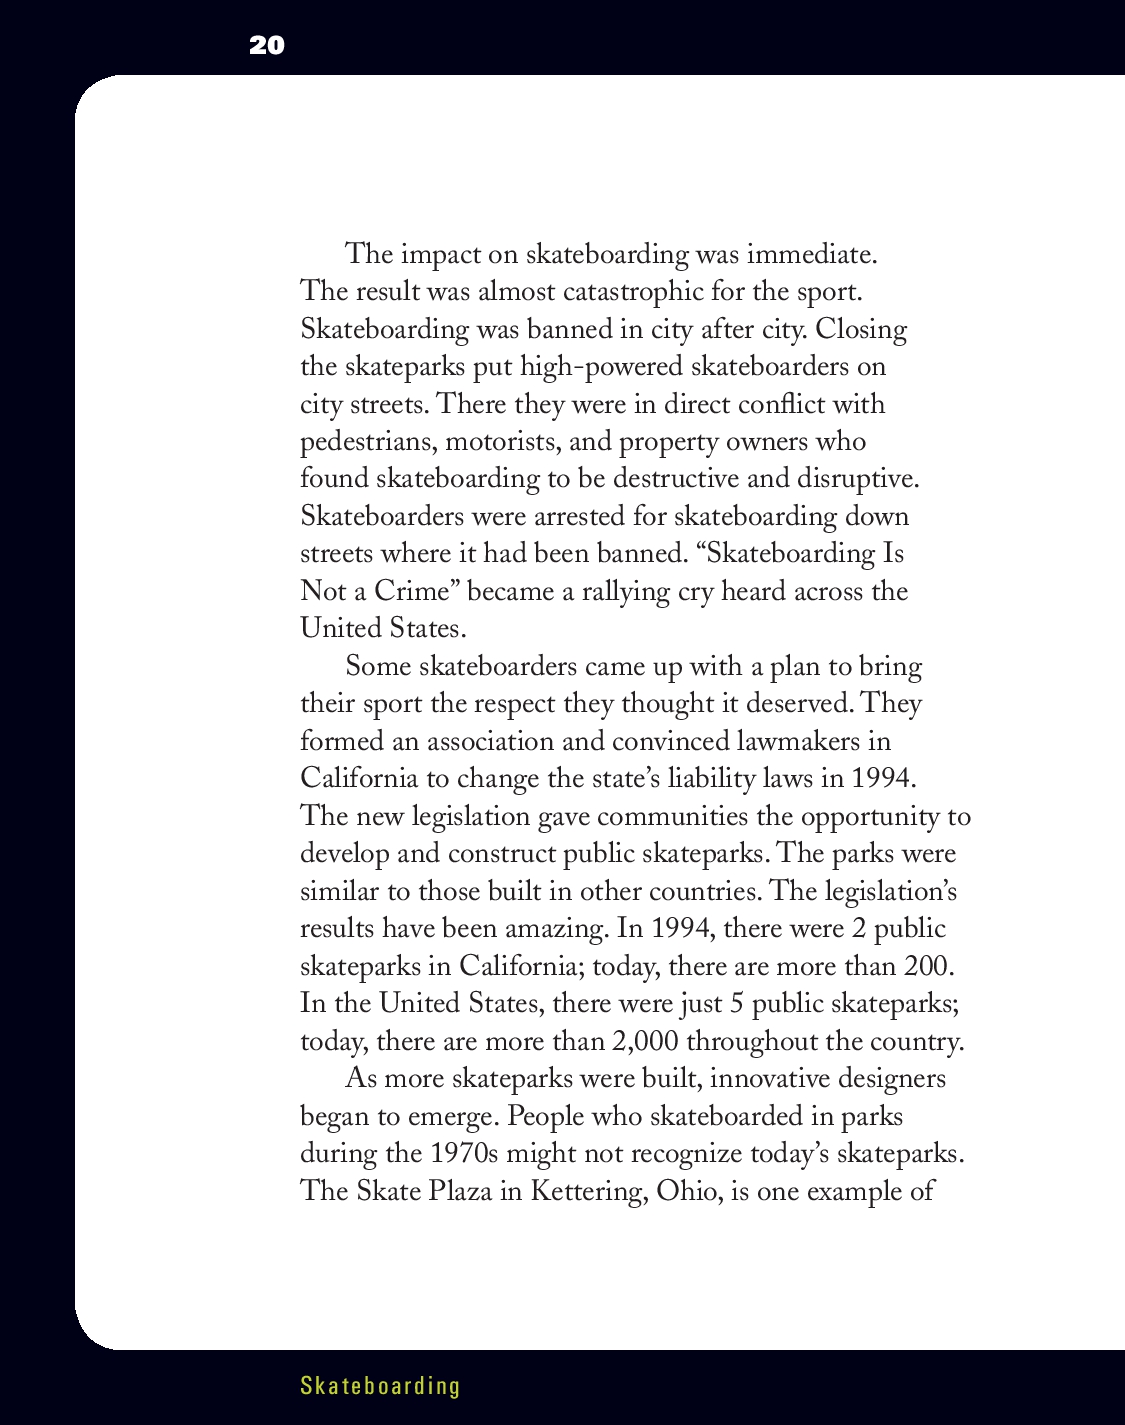 20
The impact on skateboarding was immediate.
The result was almost catastrophic for the sport.
Skateboarding was banned in city after city. Closing
the skateparks put high-powered skateboarders on
city streets. There they were in direct conflict with
pedestrians, motorists, and property owners who
found skateboarding to be destructive and disruptive.
Skateboarders were arrested for skateboarding down
streets where it had been banned. “Skateboarding Is
Not a Crime” became a rallying cry heard across the
United States.
Some skateboarders came up with a plan to bring
their sport the respect they thought it deserved. They
formed an association and convinced lawmakers in
California to change the state’s liability laws in 1994.
The new legislation gave communities the opportunity to
develop and construct public skateparks. The parks were
similar to those built in other countries. The legislation’s
results have been amazing. In 1994, there were 2 public
skateparks in California; today, there are more than 200.
In the United States, there were just 5 public skateparks;
today, there are more than 2,000 throughout the country.
As more skateparks were built, innovative designers
began to emerge. People who skateboarded in parks
during the 1970s might not recognize today’s skateparks.
The Skate Plaza in Kettering, Ohio, is one example of
Skateboarding